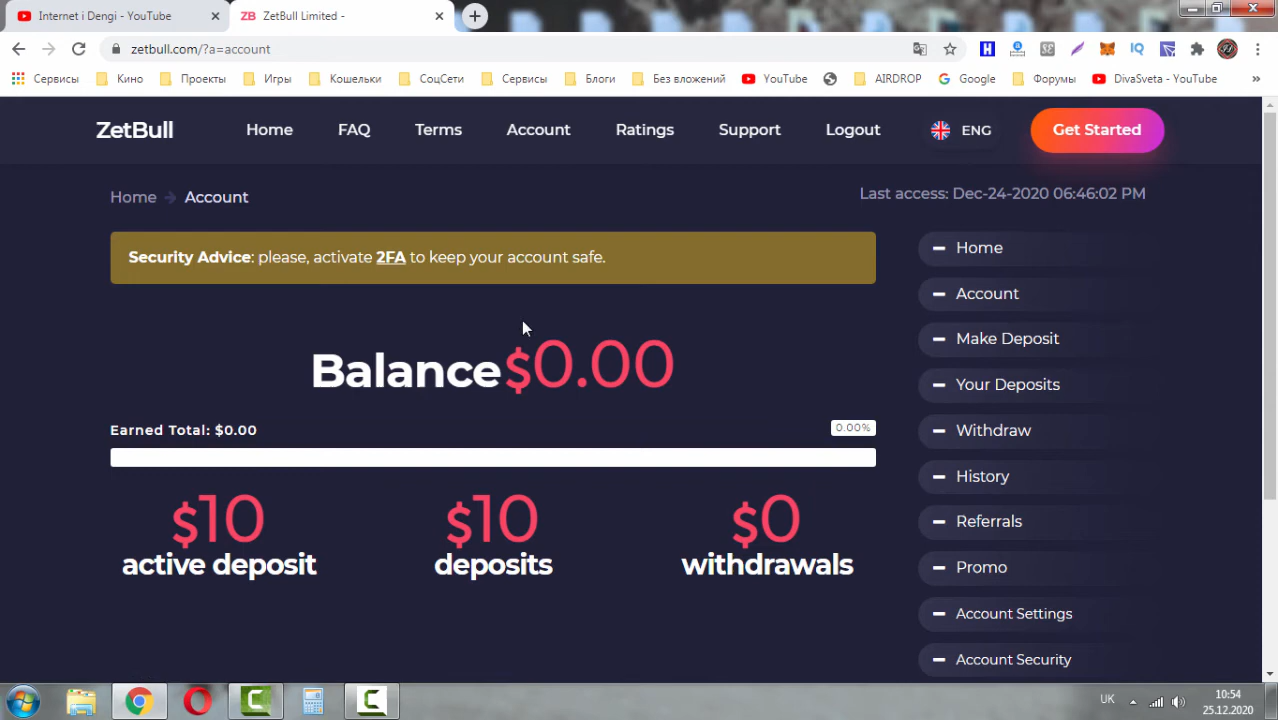 Internet i Dengi - YouTube
ZB ZetBull Limited -
zetbull.com/?a=account
Сервисы Кино Проекты Игры Кошельки СоцСети Сервисы Блоги Без вложений YouTube AIRDROP Google Форумы DivaSveta - YouTube
ZetBull Home FAQ Terms Account Ratings Support Logout ENG Get Started
Home Account
Last access: Dec-24-2020 06:46:02 PM
Security Advice: please, activate 2FA to keep your account safe.
Balance $0.00
Earned Total: $0.00
0.00%
$10
active deposit
$10
deposits
$0
withdrawals
Home
Account
Make Deposit
Your Deposits
Withdraw
History
Referrals
Promo
Account Settings
Account Security
UK
10:54
25.12.2020